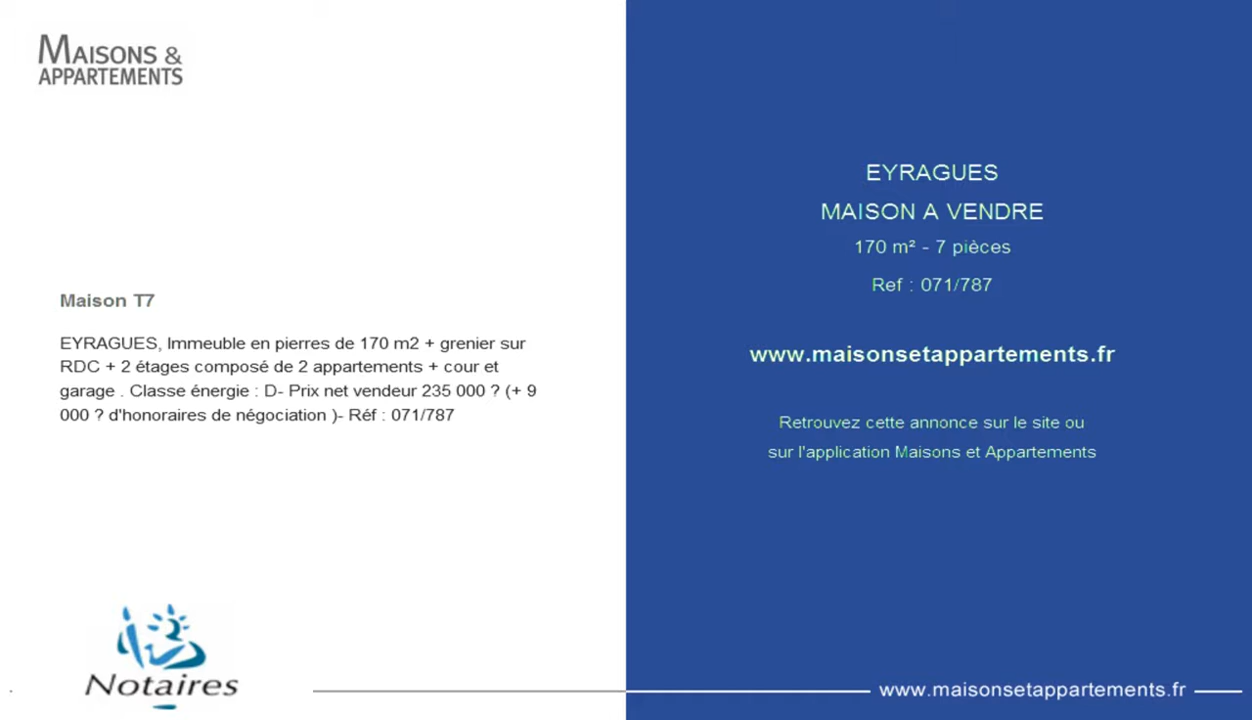 MAISONS &
APPARTEMENTS
Maison T7
EYRAGUES, Immeuble en pierres de 170 m2 + grenier sur
RDC + 2 étages composé de 2 appartements + cour et
garage . Classe énergie : D- Prix net vendeur 235 000 ? (+ 9
000 ? d'honoraires de négociation )- Réf : 071/787
Notaires
EYRAGUES
MAISON A VENDRE
170 m² - 7 pièces
Ref : 071/787
www.maisonsetappartements.fr
Retrouvez cette annonce sur le site ou
sur l'application Maisons et Appartements
www.maisonsetappartements.fr